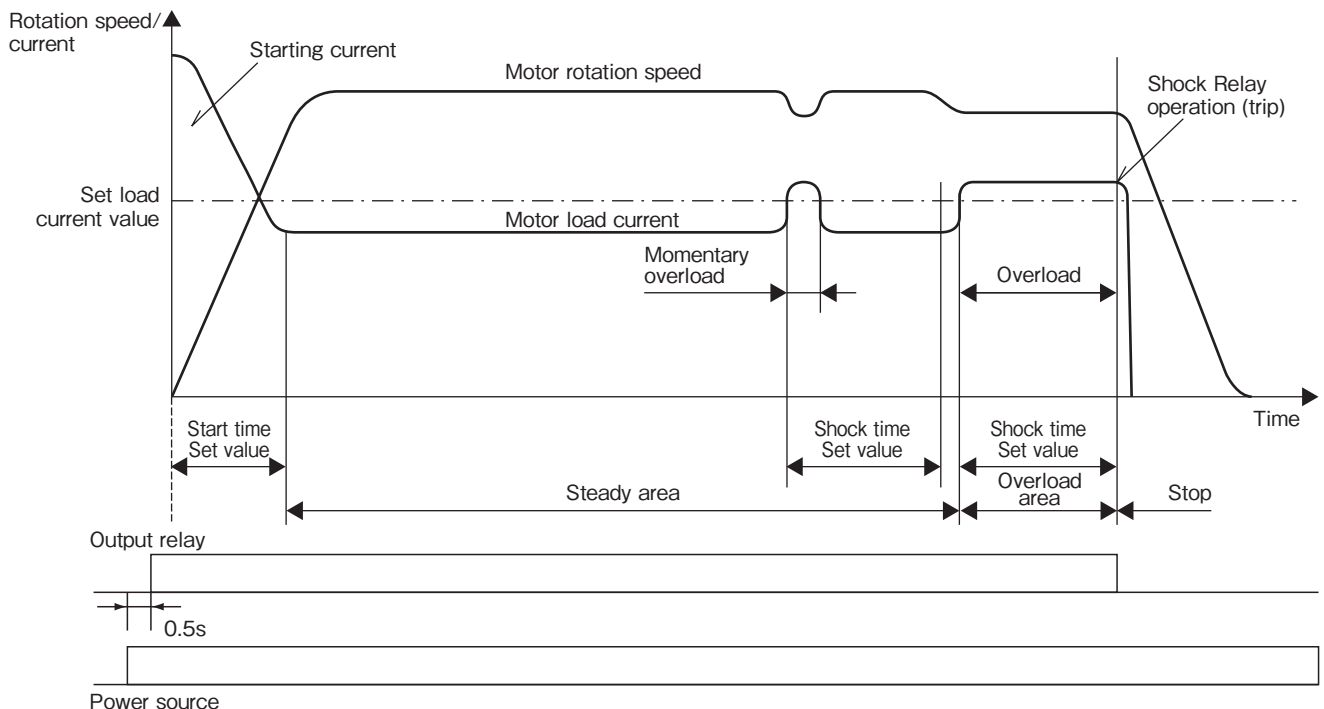 Rotation speed/
current
Starting current
Motor rotation speed
Shock Relay
operation (trip)
Set load
current value
Motor load current
Momentary
overload
Overload
Time
Start time
Set value
Shock time
Set value
Shock time
Set value
Steady area
Overload
area
Stop
Output relay
0.5s
Power source